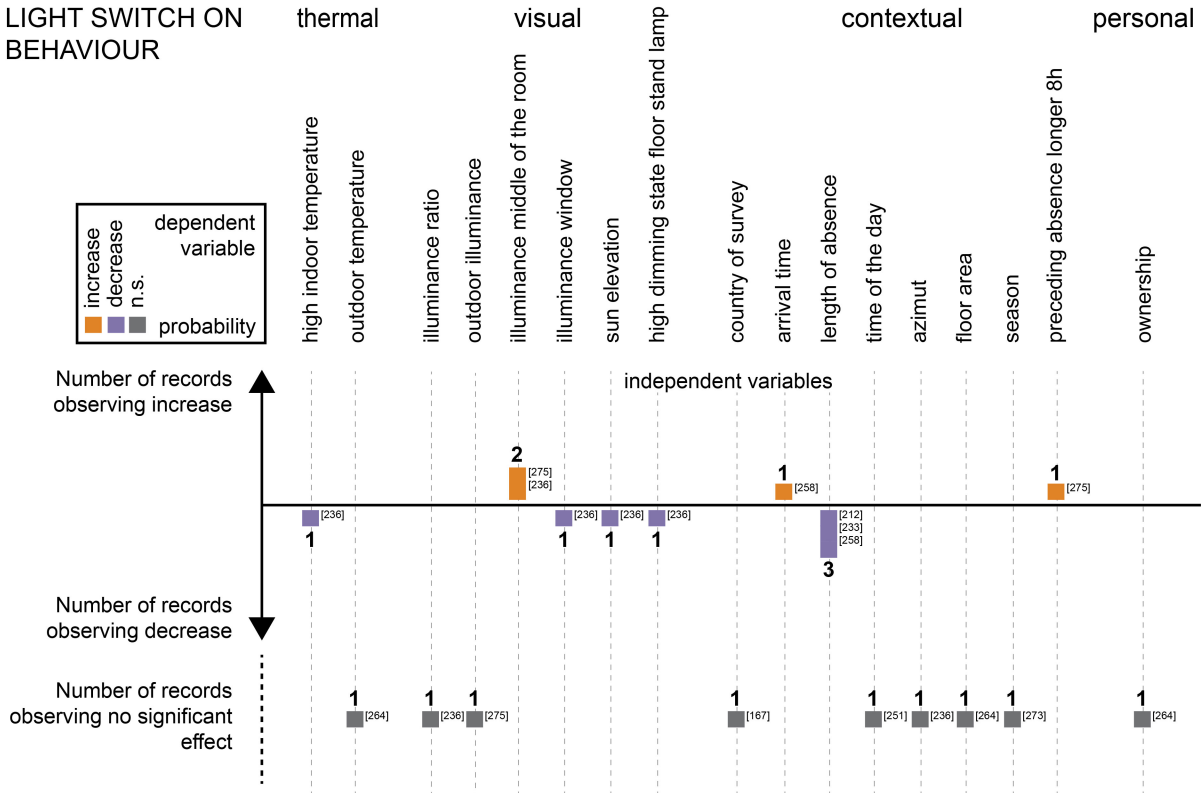 LIGHT SWITCH ON
BEHAVIOUR
thermal
visual
contextual
personal
high indoor temperature
outdoor temperature
illuminance ratio
outdoor illuminance
illuminance middle of the room
illuminance window
sun elevation
high dimming state floor stand lamp
country of survey
arrival time
length of absence
time of the day
azimut
floor area
season
preceding absence longer 8h
ownership
dependent
variable
increase
decrease
n.s.
probability
Number of records
observing increase
independent variables
2
[275]
[236]
1
[258]
1
[275]
[236]
1
[236]
1
[236]
1
[236]
1
[212]
[233]
[258]
3
Number of records
observing decrease
Number of records
observing no significant
effect
1
[264]
1
[236]
1
[275]
1
[167]
1
[251]
1
[236]
1
[264]
1
[273]
1
[264]